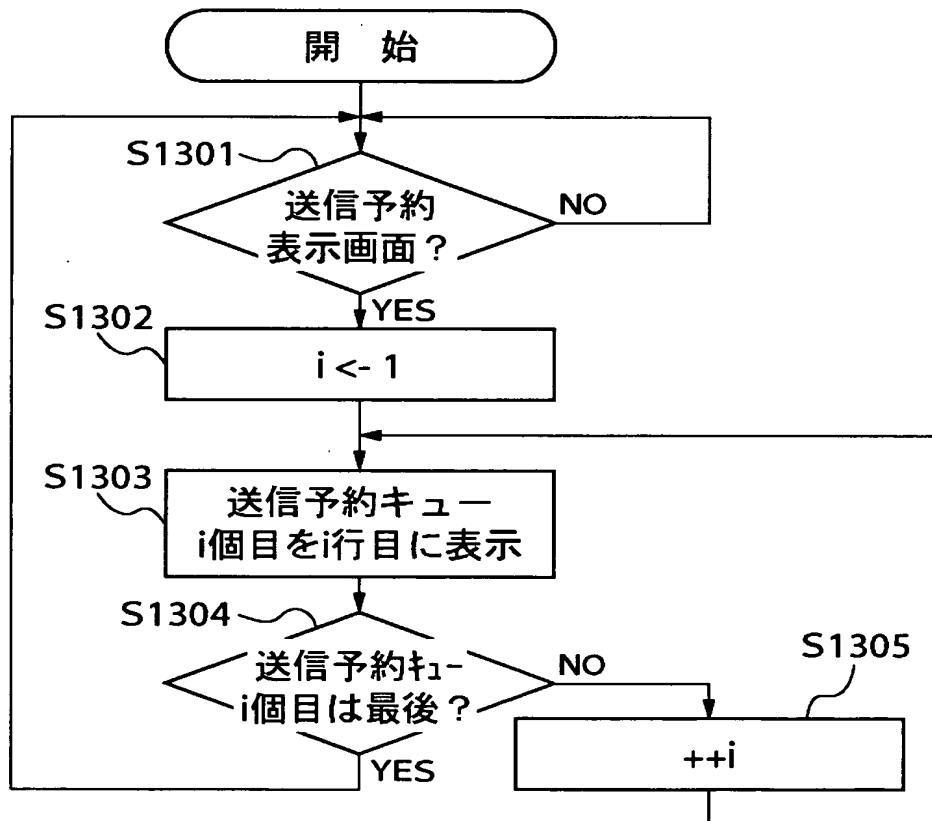 開 始
S1301
送信予約
表示画面?
NO
YES
S1302
i <- 1
S1303
送信予約キュー
i個目をi行目に表示
S1304
送信予約ｷｭｰ
i個目は最後?
NO
YES
S1305
++i